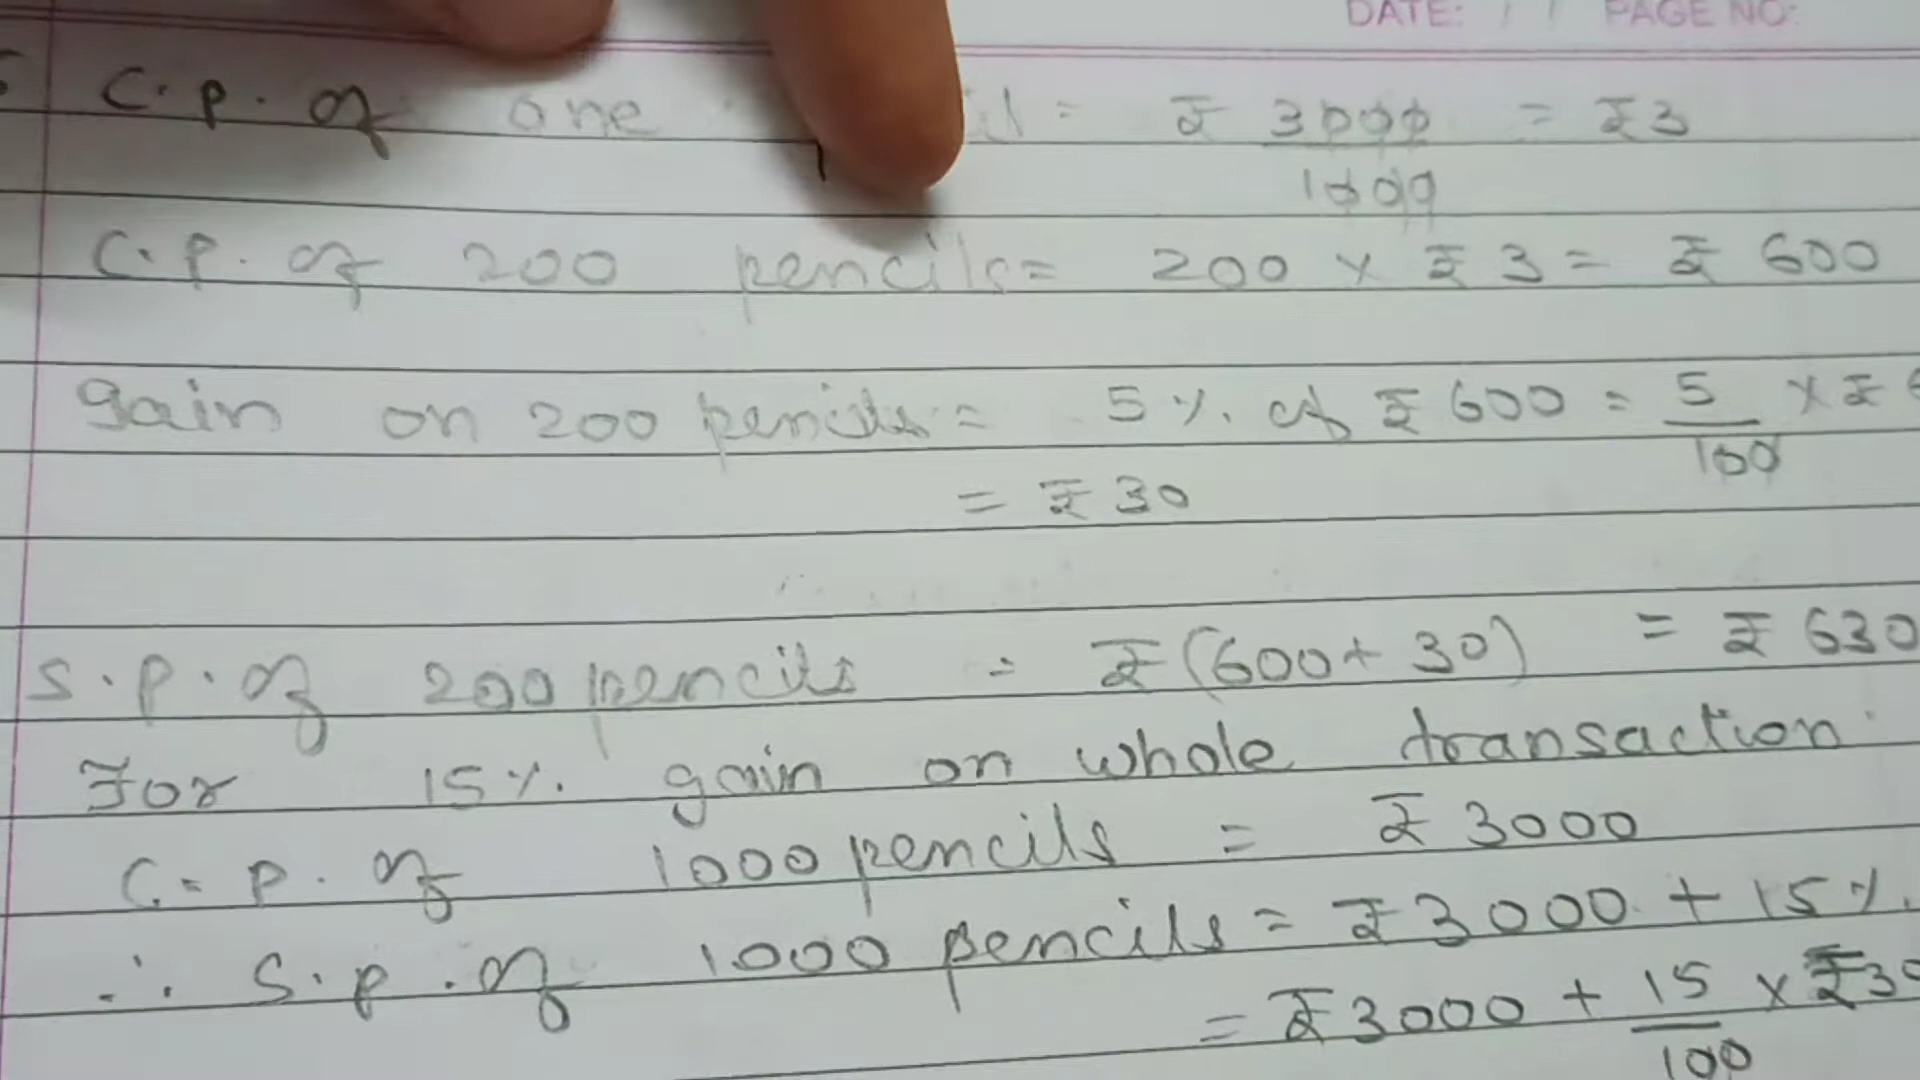 DATE: / / PAGE NO:
C.P. of one = ₹ 3000/1000 = ₹3
C.P. of 200 pencils = 200 × ₹ 3 = ₹ 600
gain on 200 pencils = 5 %. of ₹ 600 = 5/100 × ₹
= ₹ 30
S.P. of 200 pencils = ₹ (600 + 30) = ₹ 630
For 15 %. gain on whole transaction.
C.P. of 1000 pencils = ₹ 3000
∴ S.P. of 1000 pencils = ₹ 3000 + 15 %.
= ₹ 3000 + 15/100 × ₹ 30